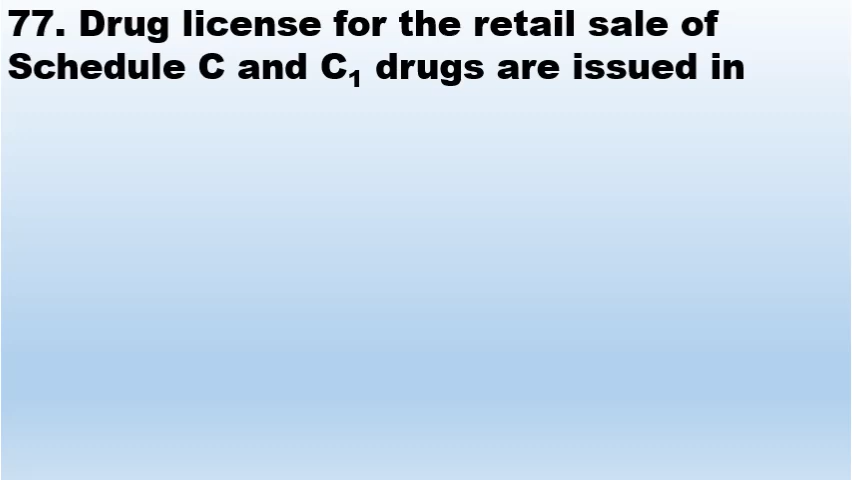 77. Drug license for the retail sale of
Schedule C and C₁ drugs are issued in